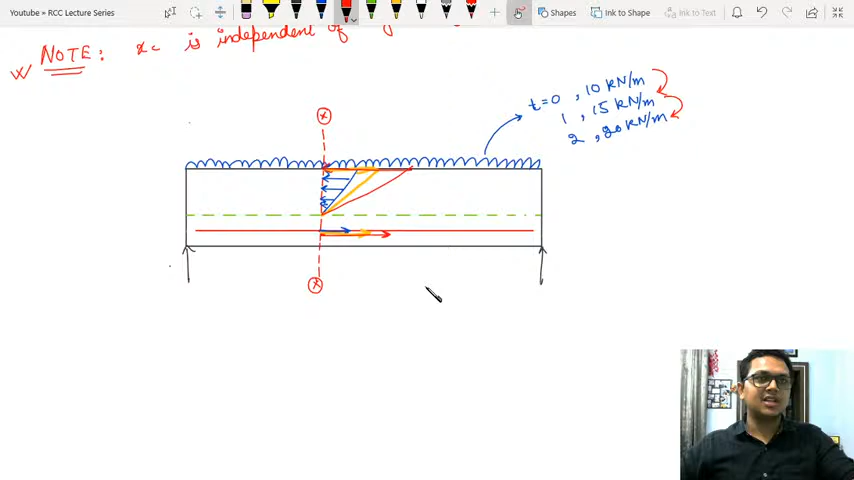 Youtube » RCC Lecture Series
Shapes
Ink to Shape
Ink to Text
NOTE: xc is independent of
t=0 , 10 kN/m
1 , 15 kN/m
2 , 20 kN/m
x
x